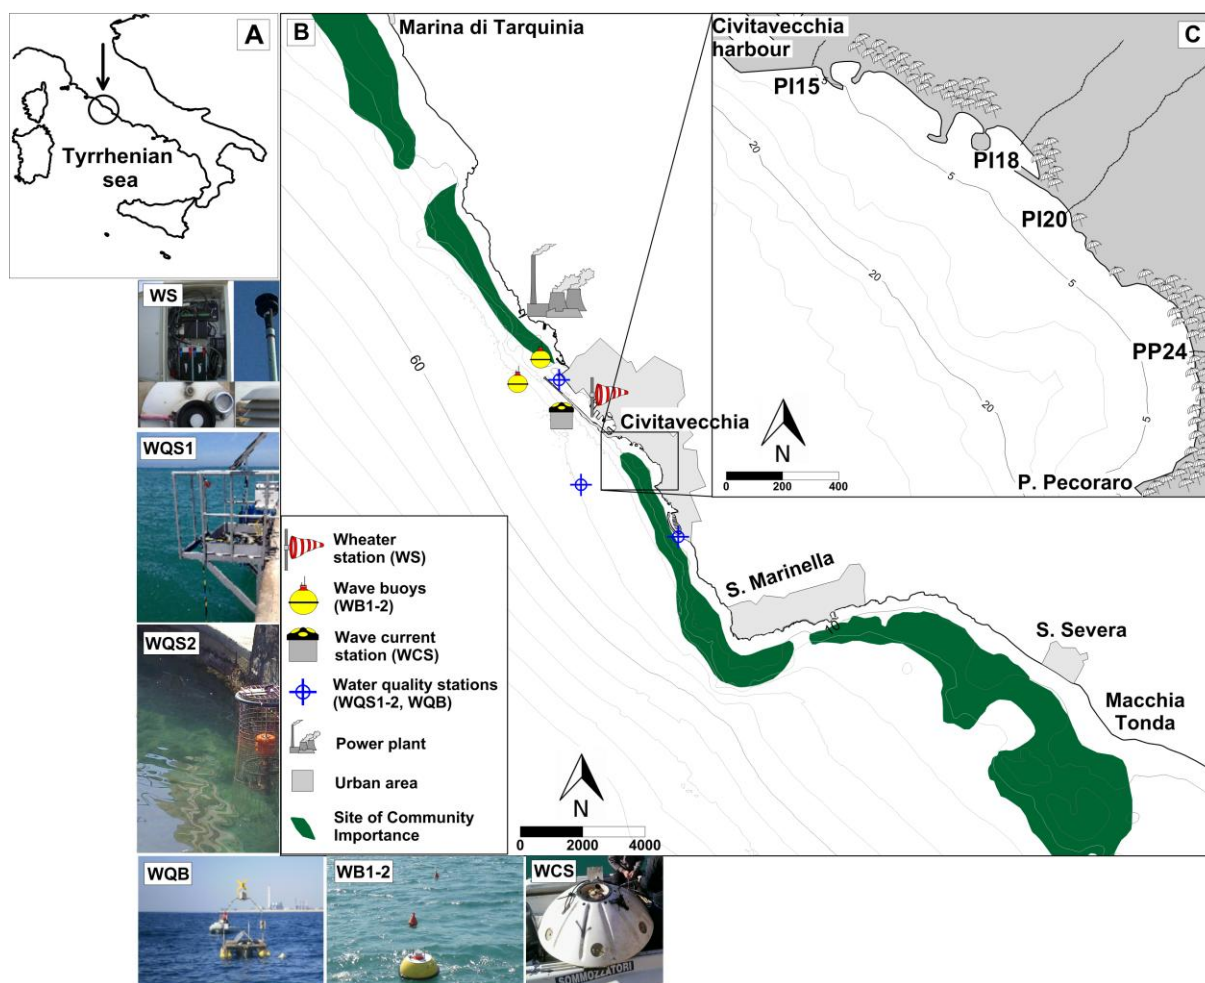 A
Tyrrhenian
sea
B
Marina di Tarquinia
60
Civitavecchia
S. Marinella
40
S. Severa
Macchia
Tonda
N
0
2000
4000
C
Civitavecchia
harbour
PI15
5
20
PI18
PI20
20
5
PP24
20
5
N
0
200
400
P. Pecoraro
WS
WQS1
WQS2
Wheater
station (WS)
Wave buoys
(WB1-2)
Wave current
station (WCS)
Water quality stations
(WQS1-2, WQB)
Power plant
Urban area
Site of Community
Importance
WQB
WB1-2
WCS
SOMMOZZATORI